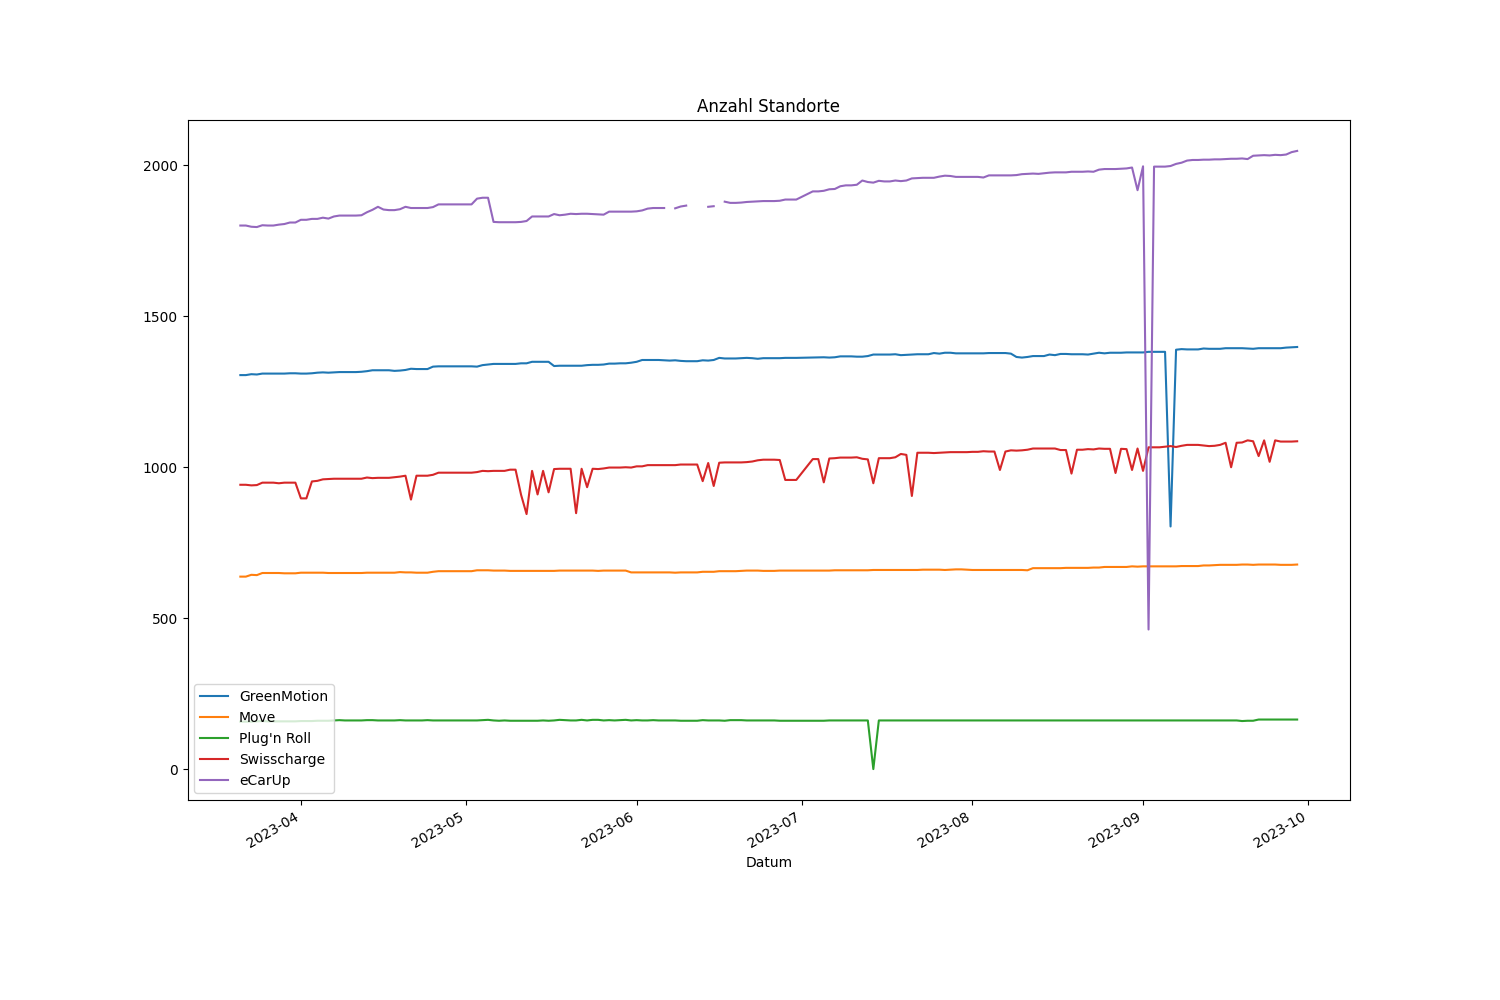 Anzahl Standorte
2000
1500
1000
500
0
GreenMotion
Move
Plug'n Roll
Swisscharge
eCarUp
2023-04
2023-05
2023-06
2023-07
2023-08
2023-09
2023-10
Datum